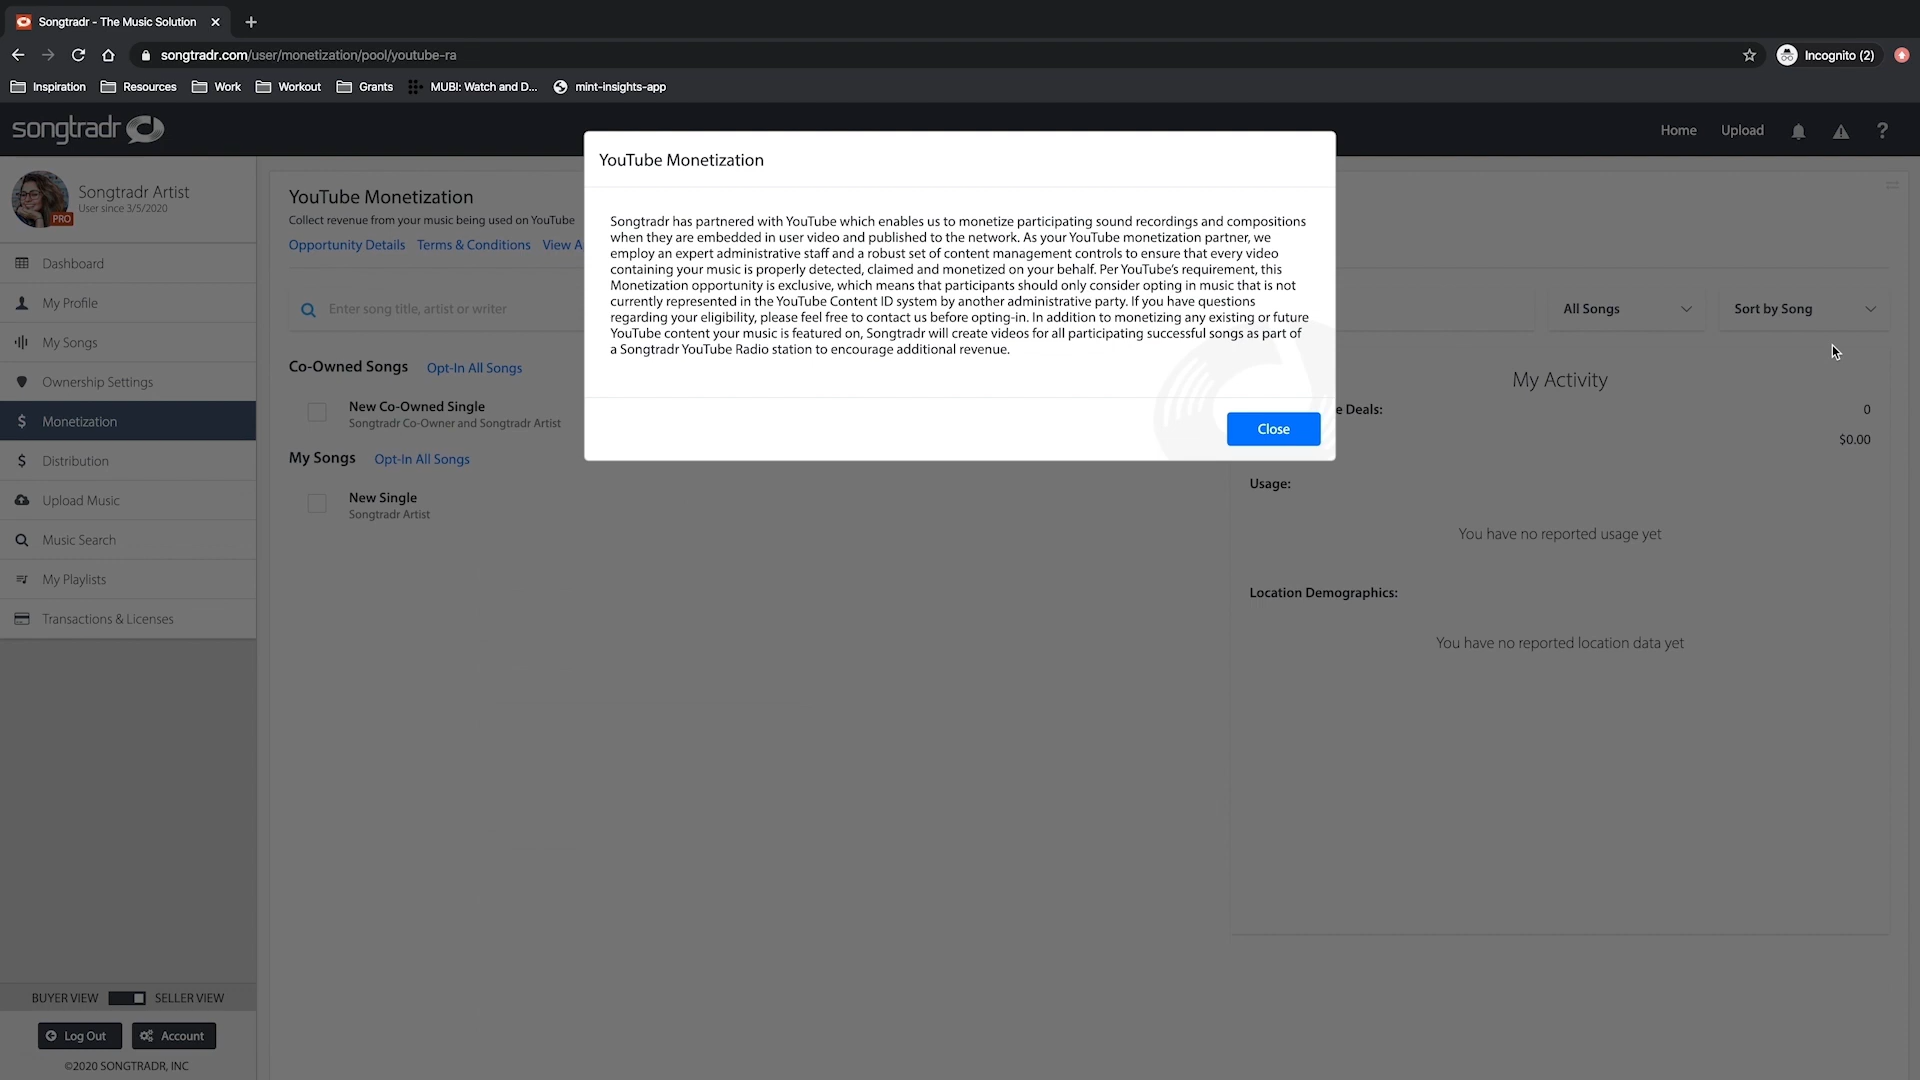 Songtradr - The Music Solution
songtradr.com/user/monetization/pool/youtube-ra
Incognito (2)
Inspiration
Resources
Work
Workout
Grants
MUBI: Watch and D...
mint-insights-app
songtradr
Home
Upload
?
Songtradr Artist
User since 3/5/2020
PRO
Dashboard
My Profile
My Songs
Ownership Settings
$ Monetization
$ Distribution
Upload Music
Music Search
My Playlists
Transactions & Licenses
BUYER VIEW
SELLER VIEW
Log Out
Account
©2020 SONGTRADR, INC
YouTube Monetization
Collect revenue from your music being used on YouTube
Opportunity Details
Terms & Conditions
View A
Enter song title, artist or writer
All Songs
Sort by Song
Co-Owned Songs
Opt-In All Songs
New Co-Owned Single
Songtradr Co-Owner and Songtradr Artist
My Songs
Opt-In All Songs
New Single
Songtradr Artist
YouTube Monetization
Songtradr has partnered with YouTube which enables us to monetize participating sound recordings and compositions
when they are embedded in user video and published to the network. As your YouTube monetization partner, we
employ an expert administrative staff and a robust set of content management controls to ensure that every video
containing your music is properly detected, claimed and monetized on your behalf. Per YouTube's requirement, this
Monetization opportunity is exclusive, which means that participants should only consider opting in music that is not
currently represented in the YouTube Content ID system by another administrative party. If you have questions
regarding your eligibility, please feel free to contact us before opting-in. In addition to monetizing any existing or future
YouTube content your music is featured on, Songtradr will create videos for all participating successful songs as part of
a Songtradr YouTube Radio station to encourage additional revenue.
Close
My Activity
e Deals:
0
$0.00
Usage:
You have no reported usage yet
Location Demographics:
You have no reported location data yet